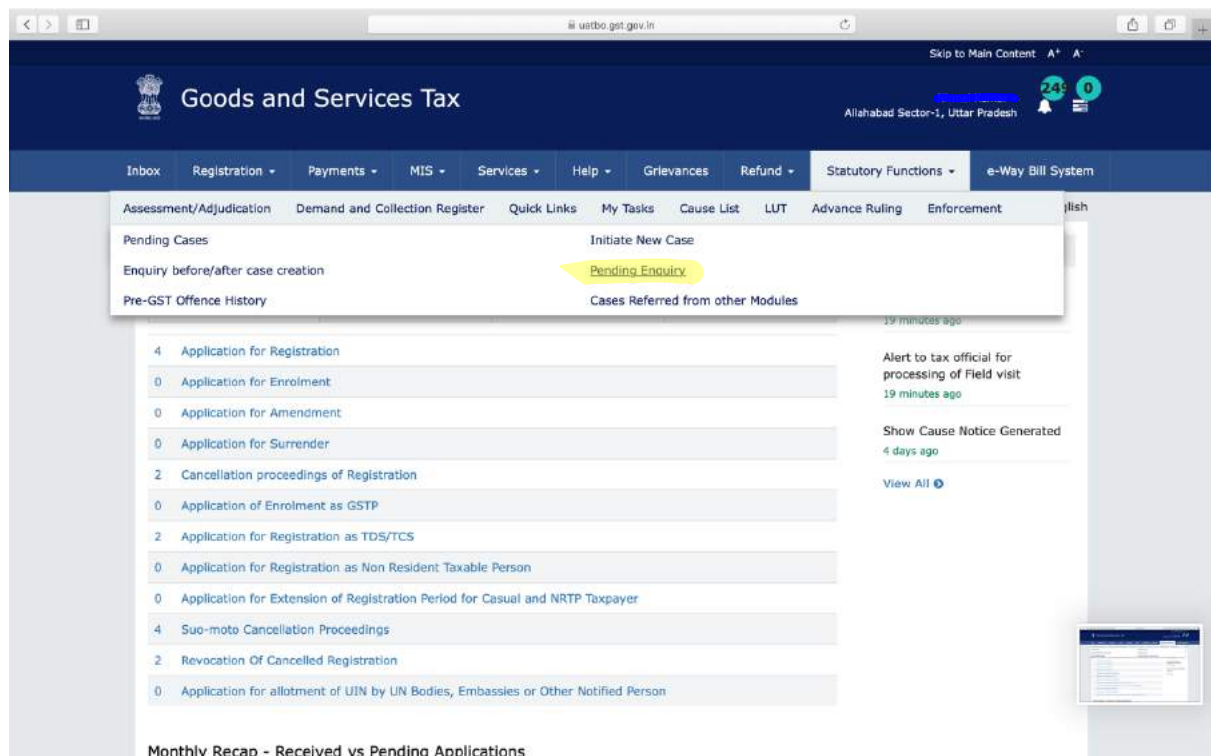 uatbo.gst.gov.in
Skip to Main Content A+ A-
Goods and Services Tax
249 0
Allahabad Sector-1, Uttar Pradesh
Inbox Registration Payments MIS Services Help Grievances Refund Statutory Functions e-Way Bill System
Assessment/Adjudication Demand and Collection Register Quick Links My Tasks Cause List LUT Advance Ruling Enforcement glish
Pending Cases Initiate New Case
Enquiry before/after case creation Pending Enquiry
Pre-GST Offence History Cases Referred from other Modules
19 minutes ago
4 Application for Registration
Alert to tax official for
processing of Field visit
19 minutes ago
0 Application for Enrolment
0 Application for Amendment
0 Application for Surrender
Show Cause Notice Generated
4 days ago
2 Cancellation proceedings of Registration
View All
0 Application of Enrolment as GSTP
2 Application for Registration as TDS/TCS
0 Application for Registration as Non Resident Taxable Person
0 Application for Extension of Registration Period for Casual and NRTP Taxpayer
4 Suo-moto Cancellation Proceedings
2 Revocation Of Cancelled Registration
0 Application for allotment of UIN by UN Bodies, Embassies or Other Notified Person
Monthly Recap - Received vs Pending Applications